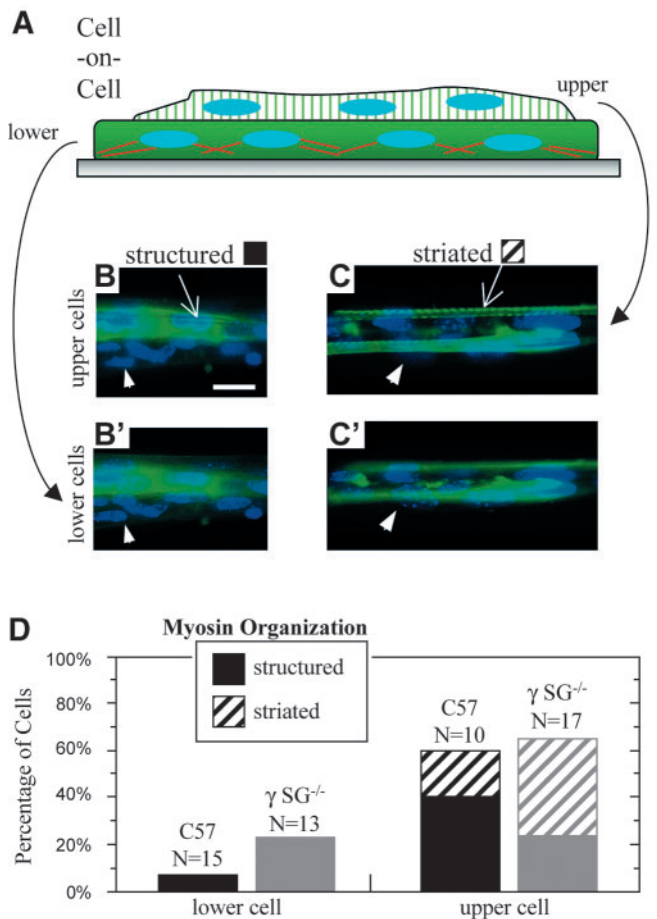 A
Cell
-on-
Cell
upper
lower
structured
striated
B
C
upper cells
B'
C'
lower cells
D
Myosin Organization
structured
striated
100%
80%
60%
40%
20%
0%
Percentage of Cells
C57
N=15
γ SG-/-
N=13
C57
N=10
γ SG-/-
N=17
lower cell
upper cell